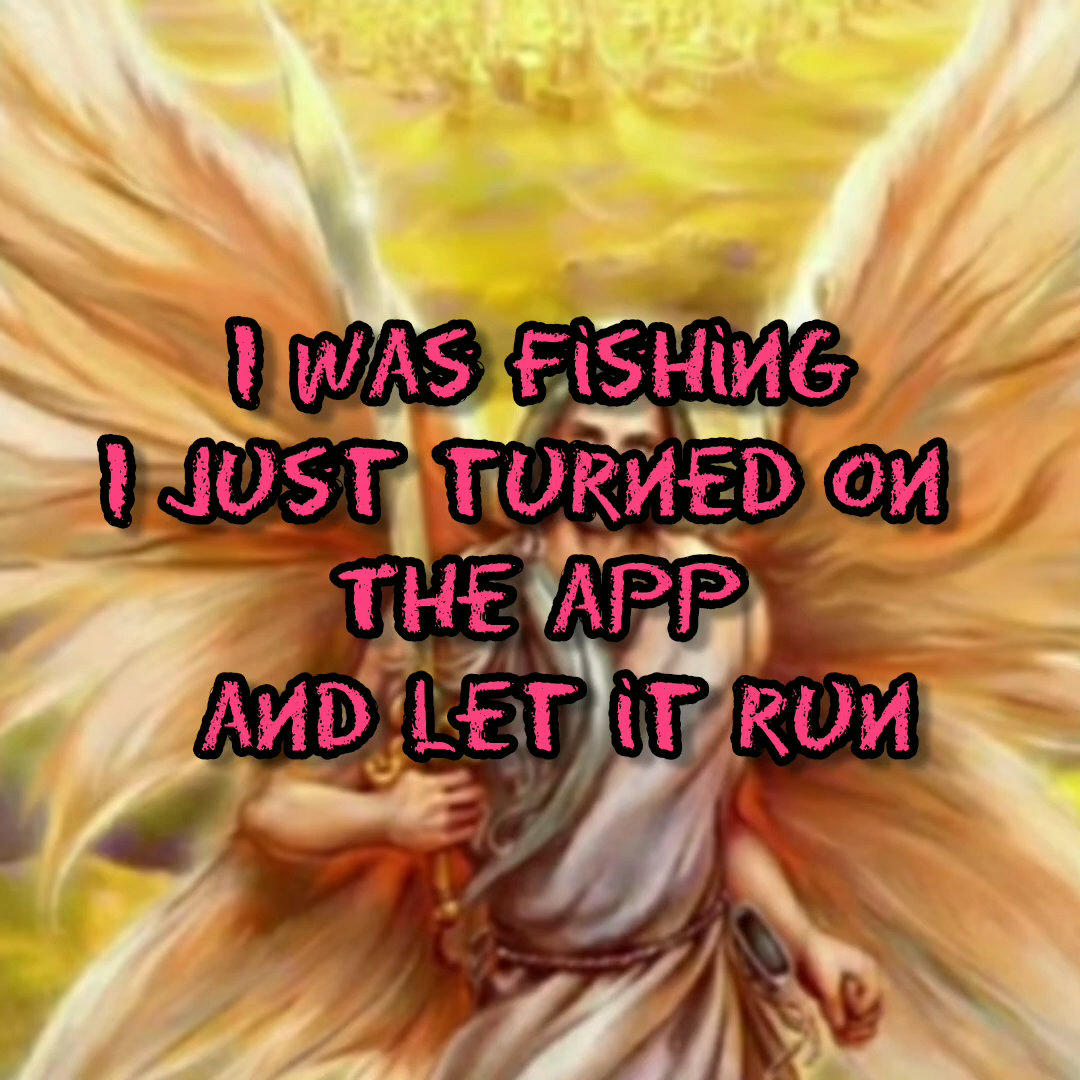 I WAS FISHING
I JUST TURNED ON
THE APP
AND LET IT RUN